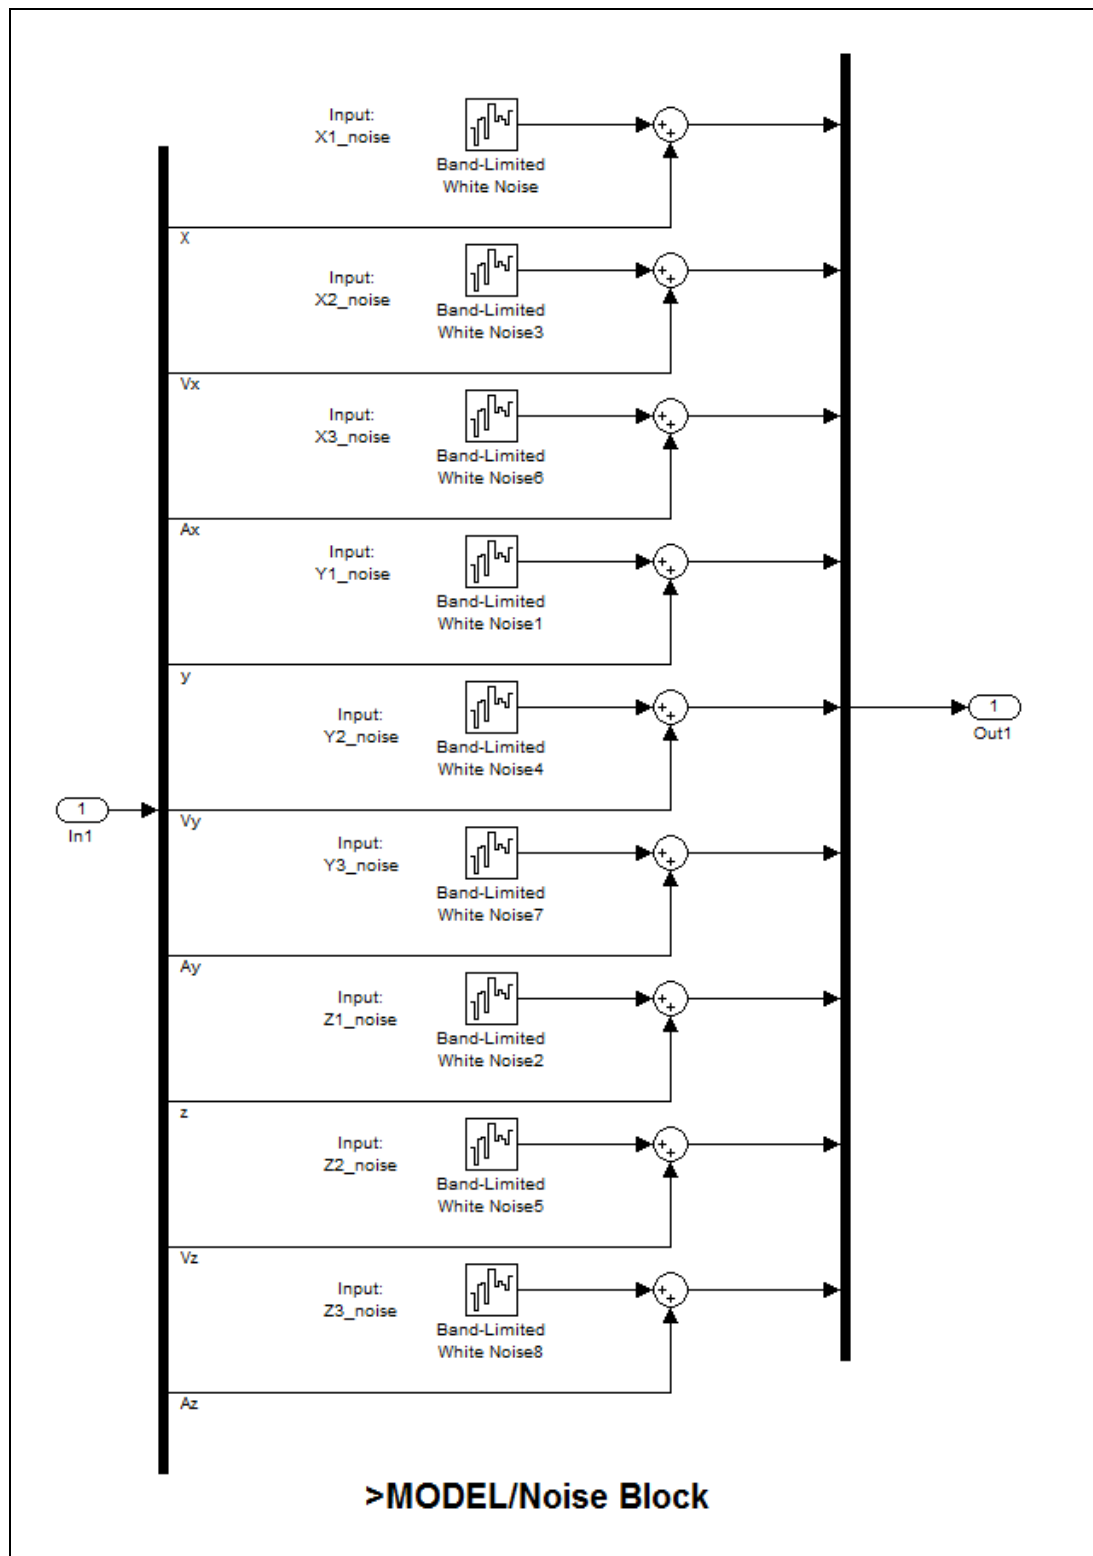 Input:
X1_noise
Band-Limited
White Noise
X
Input:
X2_noise
Band-Limited
White Noise3
Vx
Input:
X3_noise
Band-Limited
White Noise6
Ax
Input:
Y1_noise
Band-Limited
White Noise1
y
Input:
Y2_noise
Band-Limited
White Noise4
1
Out1
1
In1
Vy
Input:
Y3_noise
Band-Limited
White Noise7
Ay
Input:
Z1_noise
Band-Limited
White Noise2
z
Input:
Z2_noise
Band-Limited
White Noise5
Vz
Input:
Z3_noise
Band-Limited
White Noise8
Az
>MODEL/Noise Block